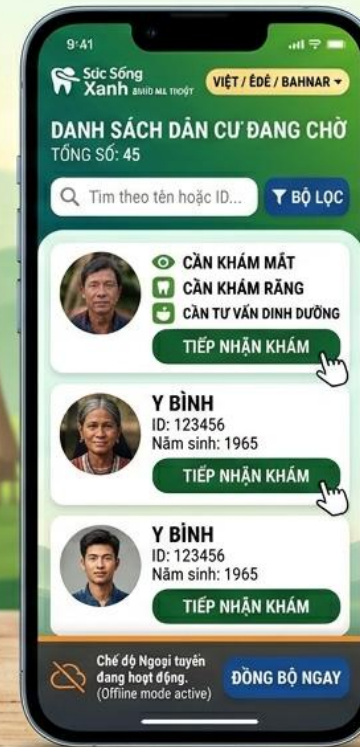 9:41
Sức Sống
Xanh
VIỆT / ÊĐÊ / BAHNAR
DANH SÁCH DÂN CƯ ĐANG CHỜ
TỔNG SỐ: 45
Tìm theo tên hoặc ID...
BỘ LỌC
CẦN KHÁM MẮT
CẦN KHÁM RĂNG
CẦN TƯ VẤN DINH DƯỠNG
TIẾP NHẬN KHÁM
Y BÌNH
ID: 123456
Năm sinh: 1965
TIẾP NHẬN KHÁM
Y BÌNH
ID: 123456
Năm sinh: 1965
TIẾP NHẬN KHÁM
Chế độ Ngoại tuyến
đang hoạt động.
(Offline mode active)
ĐỒNG BỘ NGAY